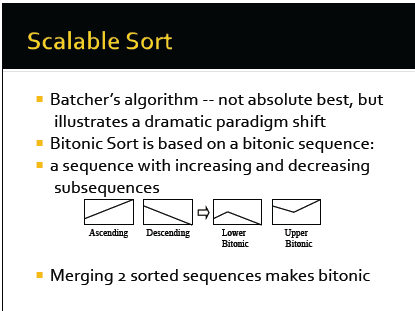 Scalable Sort
Batcher's algorithm -- not absolute best, but
illustrates a dramatic paradigm shift
Bitonic Sort is based on a bitonic sequence:
a sequence with increasing and decreasing
subsequences
Ascending Descending Lower Bitonic Upper Bitonic
Merging 2 sorted sequences makes bitonic